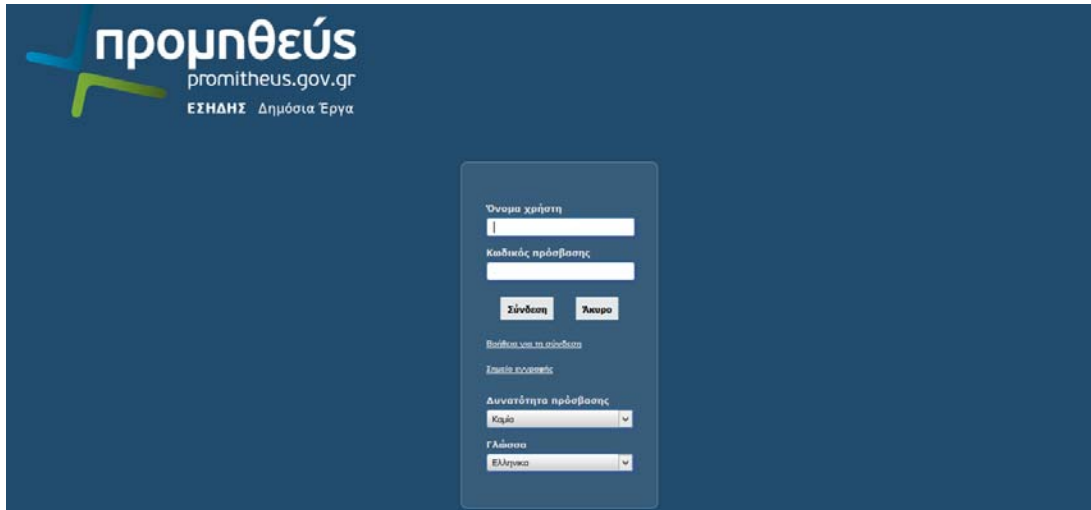 προμηθεύς
promitheus.gov.gr
ΕΣΗΔΗΣ Δημόσια Έργα
Όνομα χρήστη
Κωδικός πρόσβασης
Σύνδεση Άκυρο
Βοήθεια για τη σύνδεση
Σημείο εγγραφής
Δυνατότητα πρόσβασης
Καμία
Γλώσσα
Ελληνικα